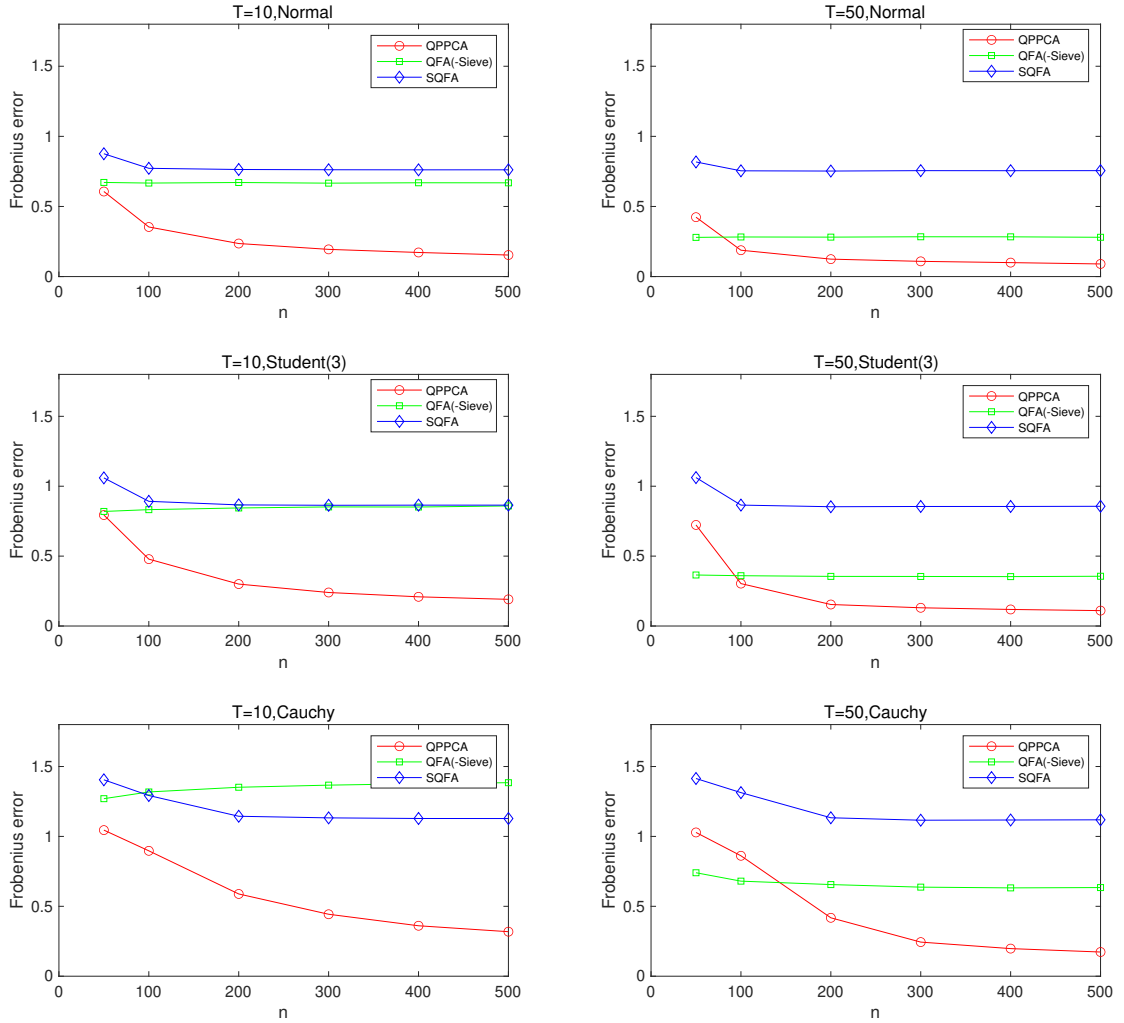 T=10,Normal
Frobenius error
1.5
1
0.5
0
0 100 200 300 400 500
n
QPPCA
QFA(-Sieve)
SQFA
T=50,Normal
Frobenius error
1.5
1
0.5
0
0 100 200 300 400 500
n
QPPCA
QFA(-Sieve)
SQFA
T=10,Student(3)
Frobenius error
1.5
1
0.5
0
0 100 200 300 400 500
n
QPPCA
QFA(-Sieve)
SQFA
T=50,Student(3)
Frobenius error
1.5
1
0.5
0
0 100 200 300 400 500
n
QPPCA
QFA(-Sieve)
SQFA
T=10,Cauchy
Frobenius error
1.5
1
0.5
0
0 100 200 300 400 500
n
QPPCA
QFA(-Sieve)
SQFA
T=50,Cauchy
Frobenius error
1.5
1
0.5
0
0 100 200 300 400 500
n
QPPCA
QFA(-Sieve)
SQFA